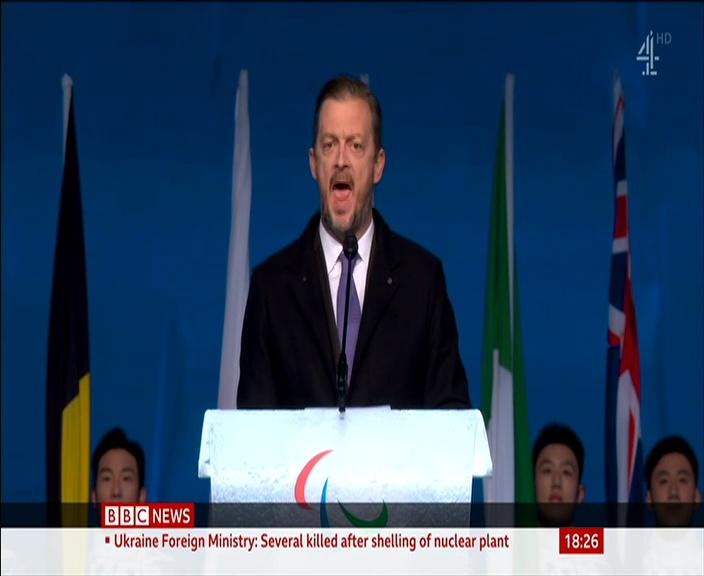 4 HD
BBC NEWS
▪ Ukraine Foreign Ministry: Several killed after shelling of nuclear plant
18:26